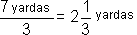 7 yardas / 3 = 2 1/3 yardas